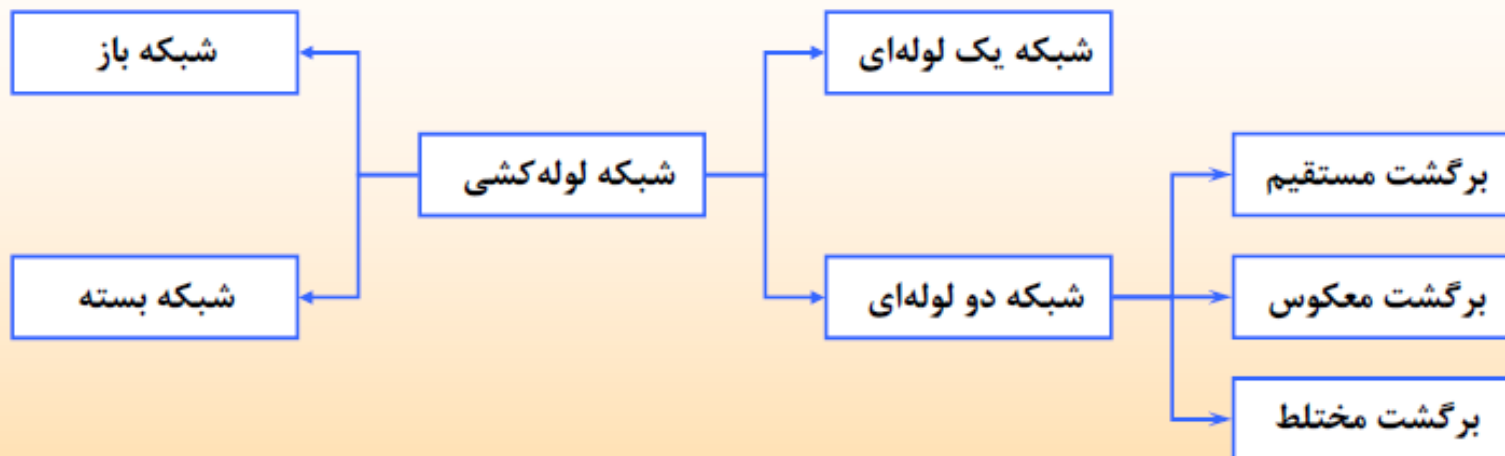 شبکه باز
شبکه یک لوله‌ای
شبکه لوله‌کشی
برگشت مستقیم
شبکه بسته
شبکه دو لوله‌ای
برگشت معکوس
برگشت مختلط